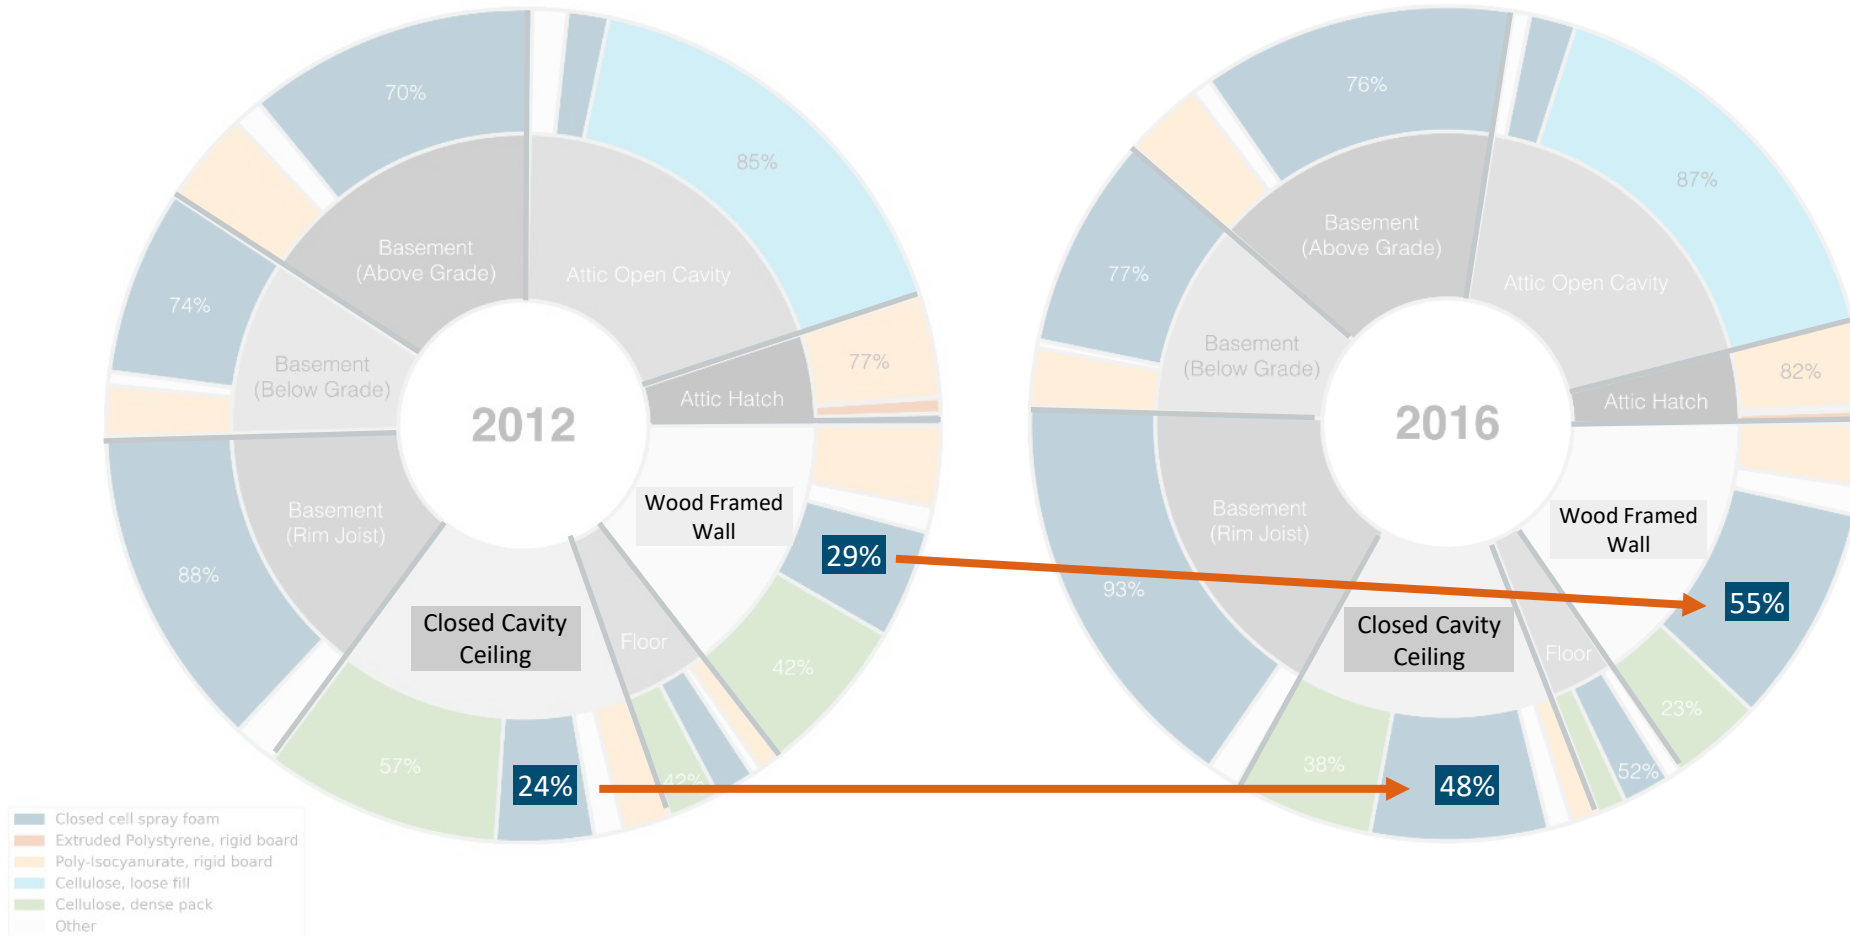 70%
85%
Basement
(Above Grade)
Attic Open Cavity
74%
Basement
(Below Grade)
77%
Attic Hatch
2012
Wood Framed
Wall
29%
Basement
(Rim Joist)
88%
Closed Cavity
Ceiling
Floor
42%
57%
24%
42%
76%
87%
Basement
(Above Grade)
Attic Open Cavity
77%
Basement
(Below Grade)
82%
Attic Hatch
2016
Wood Framed
Wall
55%
Basement
(Rim Joist)
93%
Closed Cavity
Ceiling
Floor
23%
38%
48%
52%
Closed cell spray foam
Extruded Polystyrene, rigid board
Poly-Isocyanurate, rigid board
Cellulose, loose fill
Cellulose, dense pack
Other